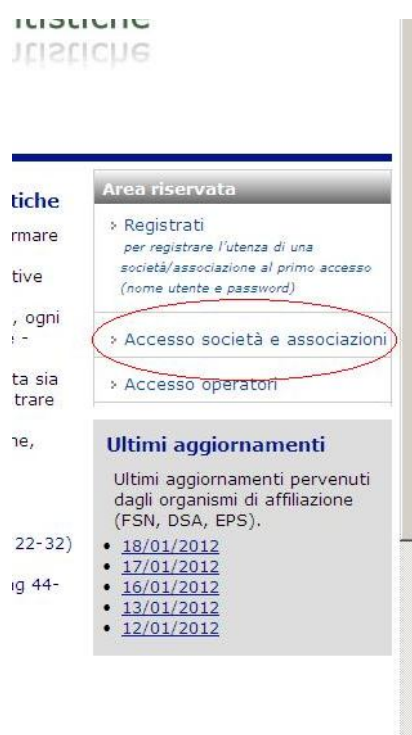 tistiche
Area riservata
› Registrati
per registrare l'utenza di una
società/associazione al primo accesso
(nome utente e password)
› Accesso società e associazioni
› Accesso operatori
Ultimi aggiornamenti
Ultimi aggiornamenti pervenuti
dagli organismi di affiliazione
(FSN, DSA, EPS).
• 18/01/2012
• 17/01/2012
• 16/01/2012
• 13/01/2012
• 12/01/2012
tiche
rmare
tive
, ogni
ta sia
trare
ne,
22-32)
44-